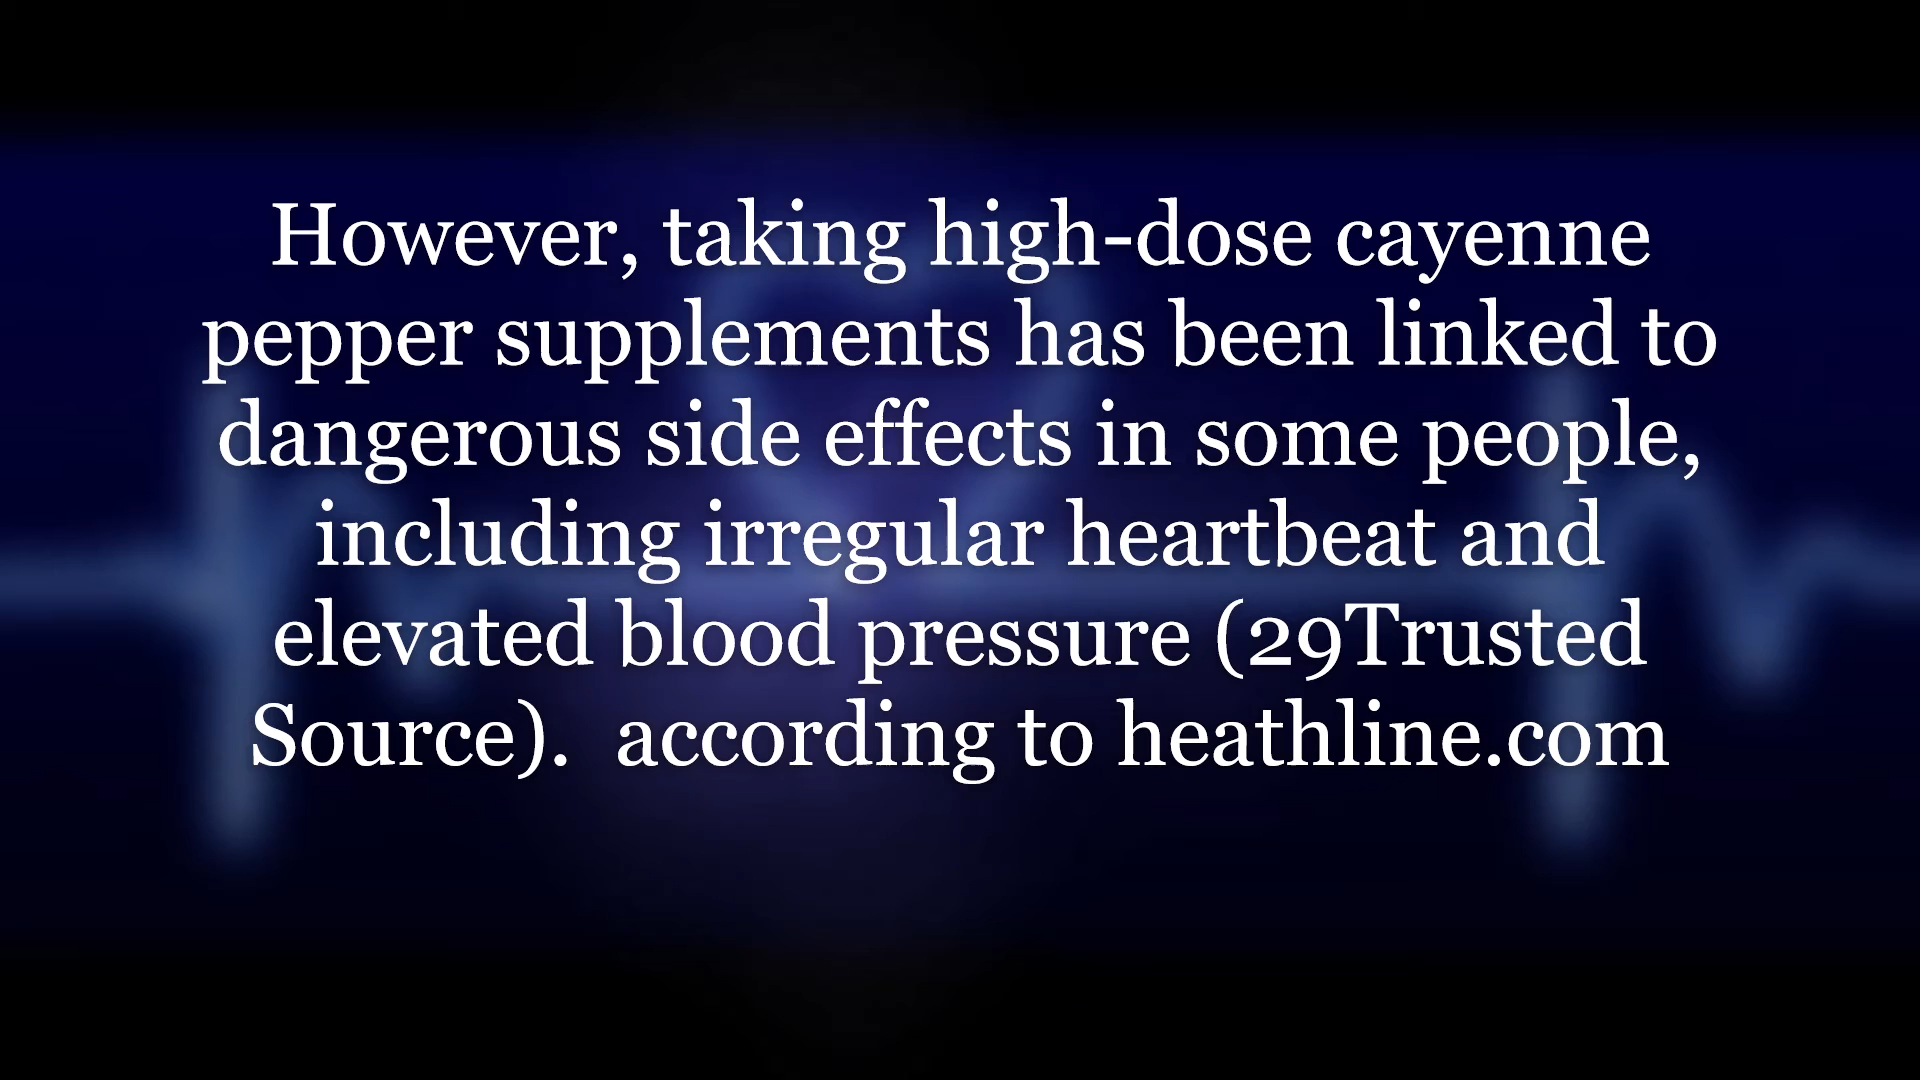 However, taking high-dose cayenne
pepper supplements has been linked to
dangerous side effects in some people,
including irregular heartbeat and
elevated blood pressure (29Trusted
Source).  according to heathline.com